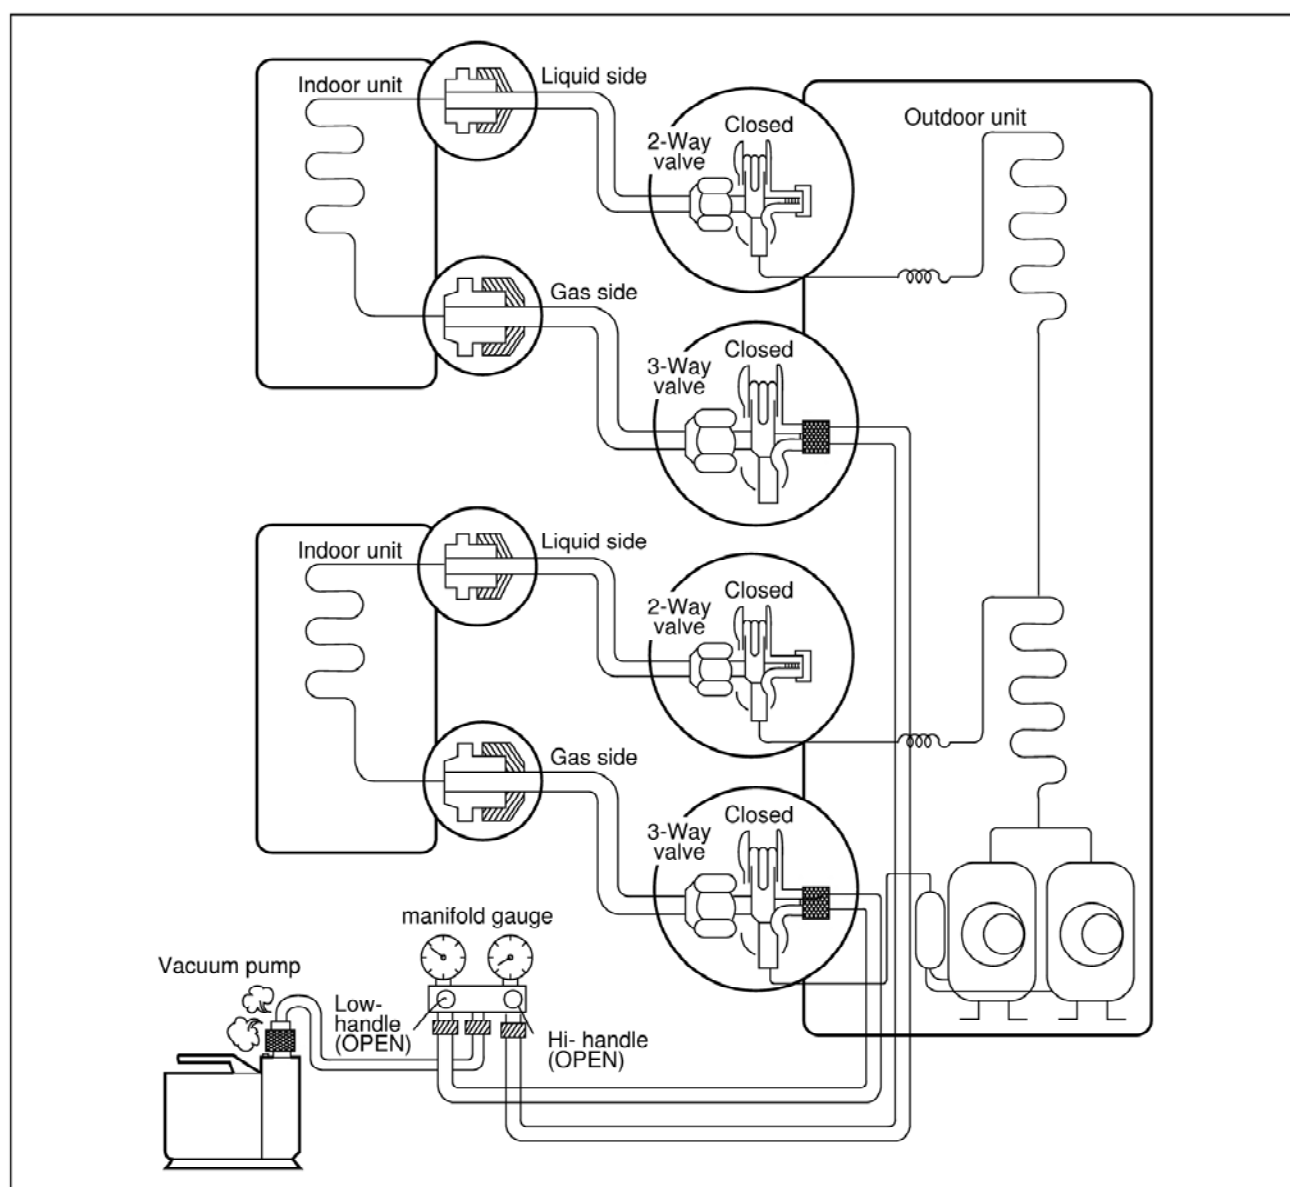 Indoor unit
Liquid side
2-Way
valve
Closed
Outdoor unit
Gas side
3-Way
valve
Closed
Indoor unit
Liquid side
2-Way
valve
Closed
Gas side
3-Way
valve
Closed
manifold gauge
Vacuum pump
Low-
handle
(OPEN)
Hi- handle
(OPEN)